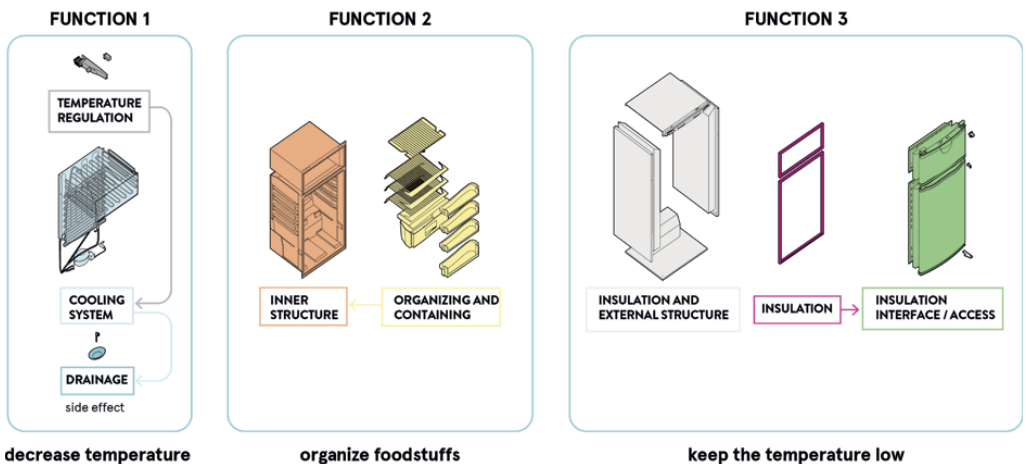 FUNCTION 1
TEMPERATURE
REGULATION
COOLING
SYSTEM
DRAINAGE
side effect
decrease temperature
FUNCTION 2
INNER
STRUCTURE
ORGANIZING AND
CONTAINING
organize foodstuffs
FUNCTION 3
INSULATION AND
EXTERNAL STRUCTURE
INSULATION
INSULATION
INTERFACE / ACCESS
keep the temperature low